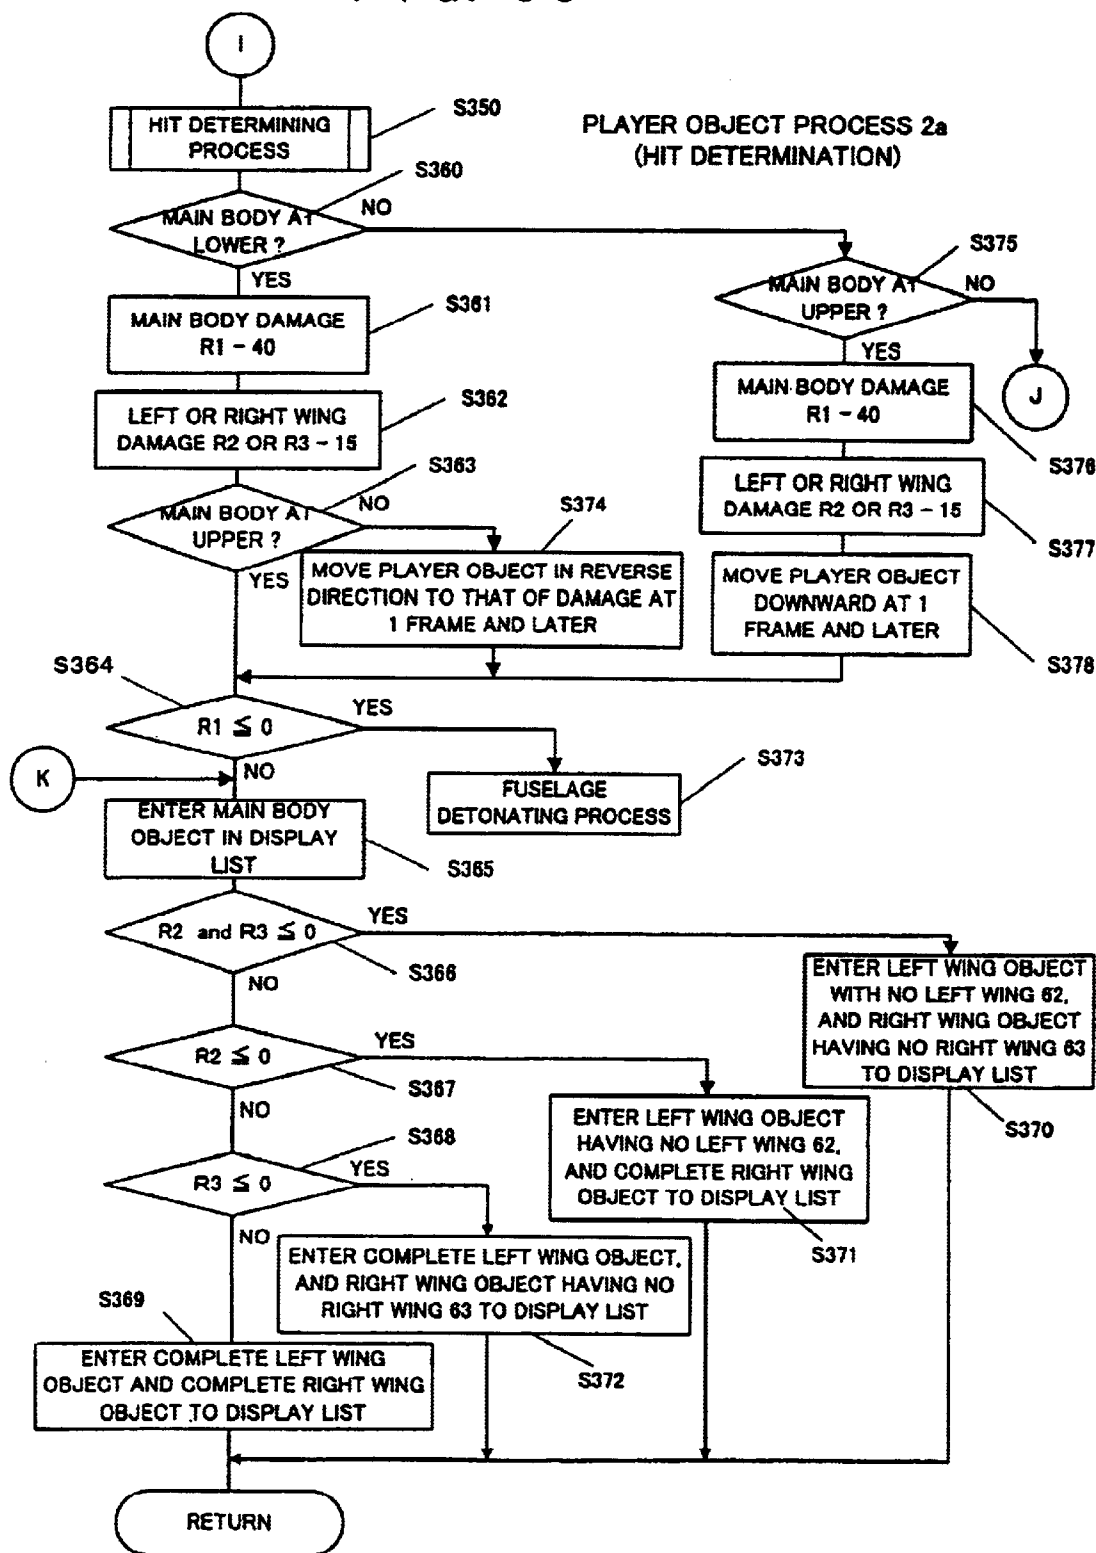 I
HIT DETERMINING
PROCESS
S350
PLAYER OBJECT PROCESS 2a
(HIT DETERMINATION)
S360
MAIN BODY AT
LOWER ?
NO
YES
S375
MAIN BODY AT
UPPER ?
NO
YES
J
S361
MAIN BODY DAMAGE
R1 - 40
MAIN BODY DAMAGE
R1 - 40
S376
S362
LEFT OR RIGHT WING
DAMAGE R2 OR R3 - 15
LEFT OR RIGHT WING
DAMAGE R2 OR R3 - 15
S377
S363
MAIN BODY AT
UPPER ?
NO
YES
S374
MOVE PLAYER OBJECT IN REVERSE
DIRECTION TO THAT OF DAMAGE AT
1 FRAME AND LATER
MOVE PLAYER OBJECT
DOWNWARD AT 1
FRAME AND LATER
S378
S364
R1 ≦ 0
YES
NO
K
FUSELAGE
DETONATING PROCESS
S373
ENTER MAIN BODY
OBJECT IN DISPLAY
LIST
S365
R2 and R3 ≦ 0
YES
S366
NO
ENTER LEFT WING OBJECT
WITH NO LEFT WING 62,
AND RIGHT WING OBJECT
HAVING NO RIGHT WING 63
TO DISPLAY LIST
S370
R2 ≦ 0
YES
S367
NO
ENTER LEFT WING OBJECT
HAVING NO LEFT WING 62,
AND COMPLETE RIGHT WING
OBJECT TO DISPLAY LIST
S371
S368
R3 ≦ 0
YES
NO
ENTER COMPLETE LEFT WING OBJECT,
AND RIGHT WING OBJECT HAVING NO
RIGHT WING 63 TO DISPLAY LIST
S372
S369
ENTER COMPLETE LEFT WING
OBJECT AND COMPLETE RIGHT WING
OBJECT TO DISPLAY LIST
RETURN